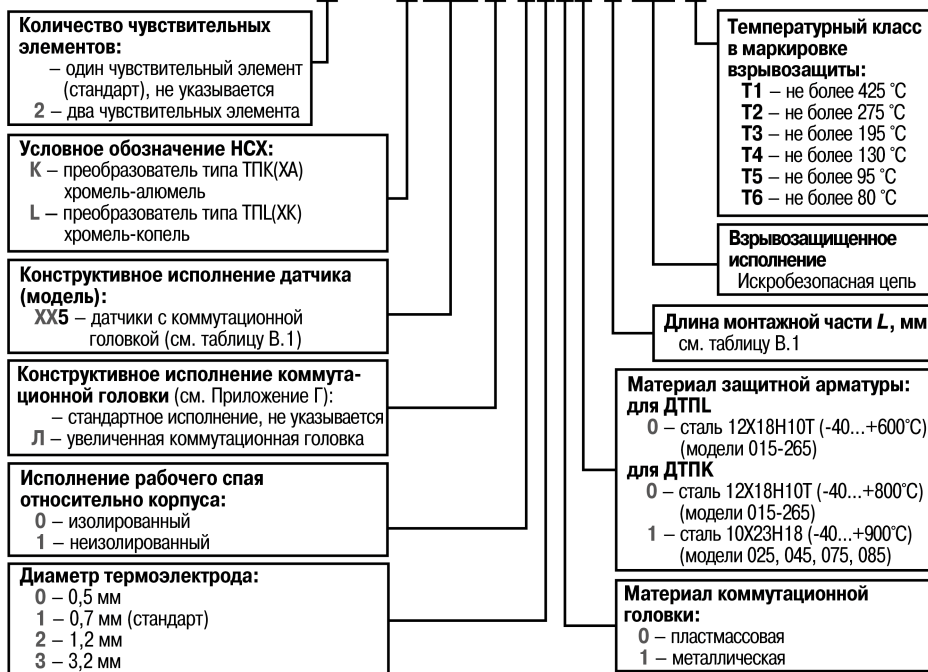 Количество чувствительных
элементов:
– один чувствительный элемент
(стандарт), не указывается
2 – два чувствительных элемента
Условное обозначение НСХ:
K – преобразователь типа ТПК(ХА)
хромель-алюмель
L – преобразователь типа ТПL(ХК)
хромель-копель
Конструктивное исполнение датчика
(модель):
ХХ5 – датчики с коммутационной
головкой (см. таблицу В.1)
Конструктивное исполнение коммута-
ционной головки (см. Приложение Г):
– стандартное исполнение, не указывается
Л – увеличенная коммутационная головка
Исполнение рабочего спая
относительно корпуса:
0 – изолированный
1 – неизолированный
Диаметр термоэлектрода:
0 – 0,5 мм
1 – 0,7 мм (стандарт)
2 – 1,2 мм
3 – 3,2 мм
Температурный класс
в маркировке
взрывозащиты:
Т1 – не более 425 °С
Т2 – не более 275 °С
Т3 – не более 195 °С
Т4 – не более 130 °С
Т5 – не более 95 °С
Т6 – не более 80 °С
Взрывозащищенное
исполнение
Искробезопасная цепь
Длина монтажной части L, мм
см. таблицу В.1
Материал защитной арматуры:
для ДТПL
0 – сталь 12Х18Н10Т (-40...+600°С)
(модели 015-265)
для ДТПК
0 – сталь 12Х18Н10Т (-40...+800°С)
(модели 015-265)
1 – сталь 10Х23Н18 (-40...+900°С)
(модели 025, 045, 075, 085)
Материал коммутационной
головки:
0 – пластмассовая
1 – металлическая